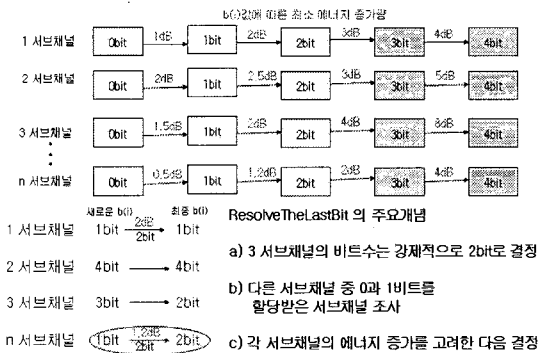 b(i)값에 따른 최소 에너지 증가량
1 서브채널 0bit 1dB 1bit 2dB 2bit 3dB 3bit 4dB 4bit
2 서브채널 0bit 2dB 1bit 2.5dB 2bit 3dB 3bit 5dB 4bit
3 서브채널 0bit 1.5dB 1bit 2dB 2bit 4dB 3bit 8dB 4bit
n 서브채널 0bit 0.5dB 1bit 1.2dB 2bit 2dB 3bit 4dB 4bit
새로운 b(i) 최종 b(i)
1 서브채널 1bit 2dB 2bit 1bit
2 서브채널 4bit 4bit
3 서브채널 3bit 2bit
n 서브채널 1bit 1.2dB 2bit 2bit
ResolveTheLastBit 의 주요개념
a) 3 서브채널의 비트수는 강제적으로 2bit로 결정
b) 다른 서브채널 중 0과 1비트를
할당받은 서브채널 조사
c) 각 서브채널의 에너지 증가를 고려한 다음 결정